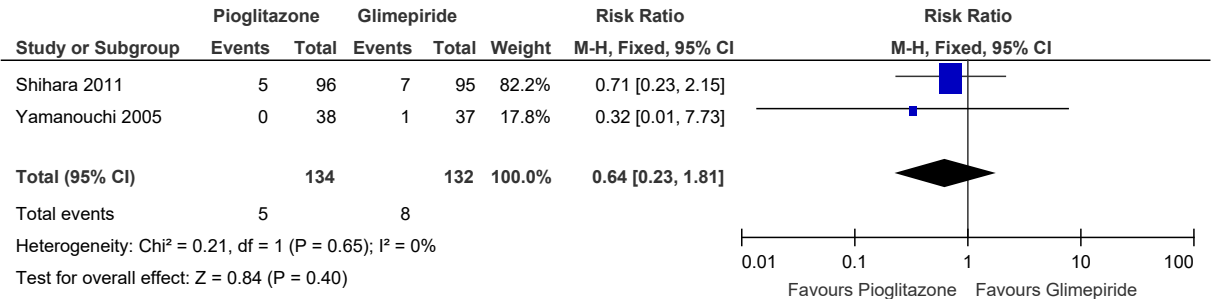 Pioglitazone Glimepiride Risk Ratio Risk Ratio
Study or Subgroup Events Total Events Total Weight M-H, Fixed, 95% CI M-H, Fixed, 95% CI
Shihara 2011 5 96 7 95 82.2% 0.71 [0.23, 2.15]
Yamanouchi 2005 0 38 1 37 17.8% 0.32 [0.01, 7.73]
Total (95% CI) 134 132 100.0% 0.64 [0.23, 1.81]
Total events 5 8
Heterogeneity: Chi² = 0.21, df = 1 (P = 0.65); I² = 0%
Test for overall effect: Z = 0.84 (P = 0.40)
0.01 0.1 1 10 100
Favours Pioglitazone Favours Glimepiride